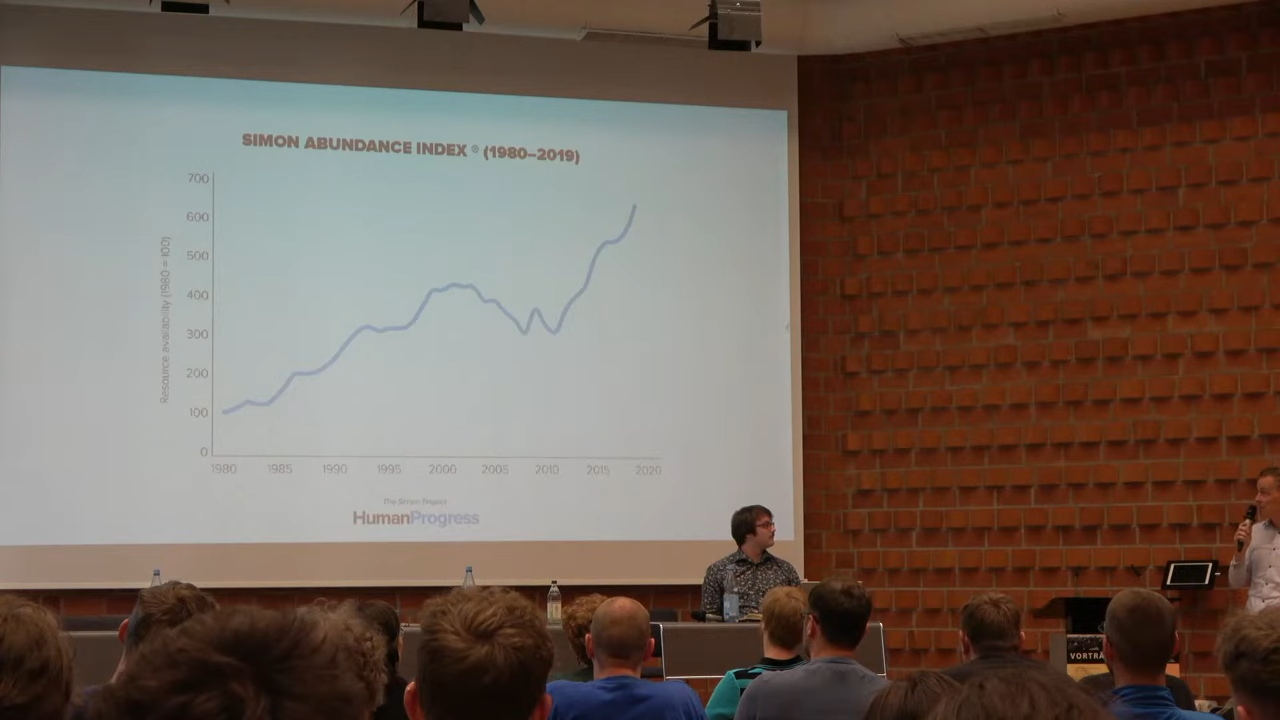 SIMON ABUNDANCE INDEX ® (1980–2019)
Resource availability (1980 = 100)
700
600
500
400
300
200
100
0
1980 1985 1990 1995 2000 2005 2010 2015 2020
The Simon Project
HumanProgress
VORTRÄ